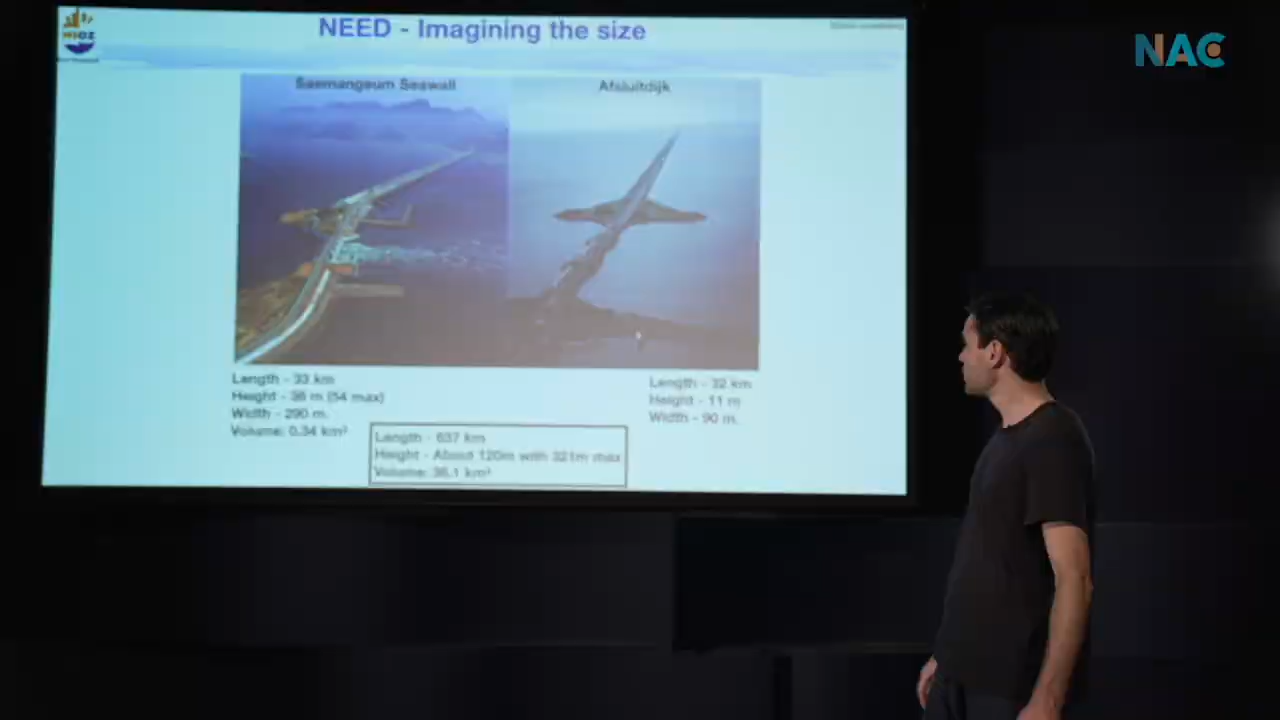 NIOZ
NEED - Imagining the size
NAC
Saemangeum Seawall
Afsluitdijk
Length - 33 km
Height - 36 m (54 max)
Width - 290 m.
Volume: 0.34 km³
Length - 32 km
Height - 11 m
Width - 90 m.
Length - 637 km
Height - About 120m with 321m max
Volume: 36.1 km³